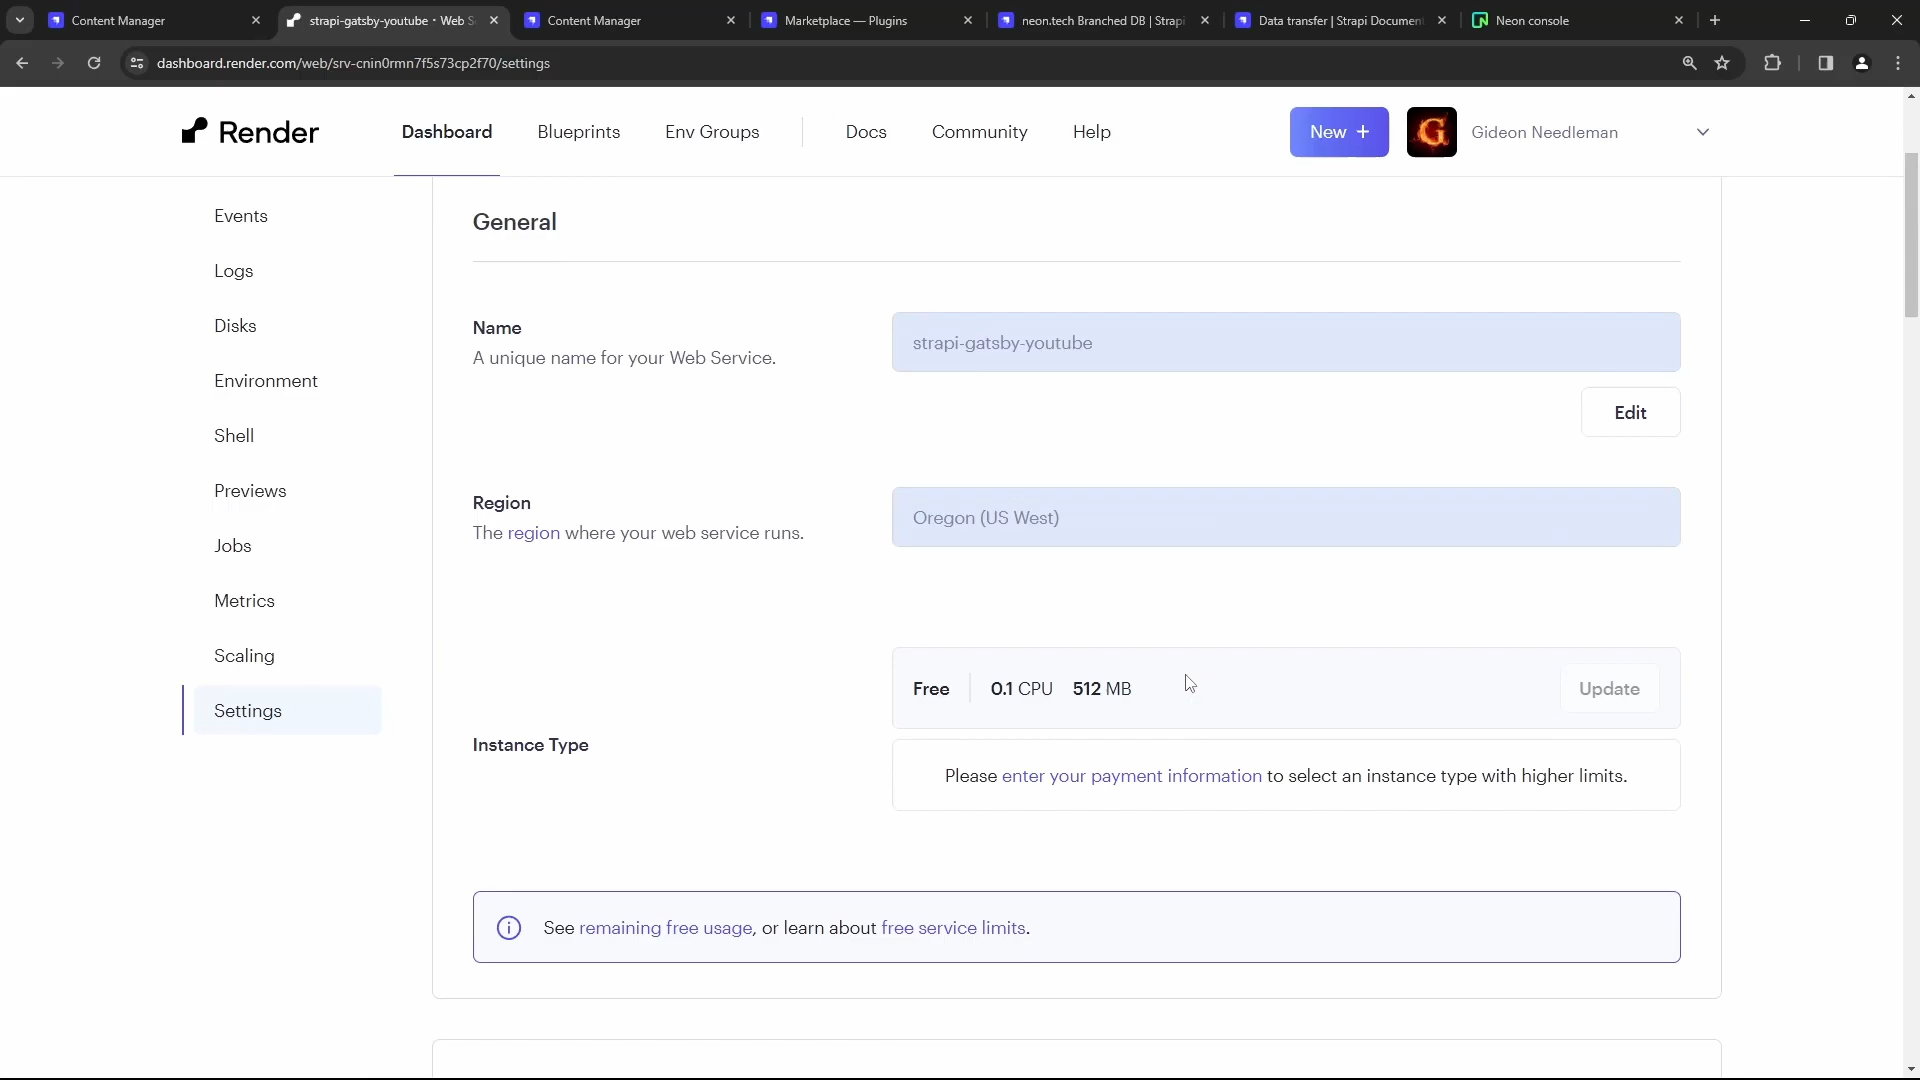 Content Manager
strapi-gatsby-youtube · Web S
Content Manager
Marketplace — Plugins
neon.tech Branched DB | Strapi
Data transfer | Strapi Document
Neon console
dashboard.render.com/web/srv-cnin0rmn7f5s73cp2f70/settings
Render
Dashboard
Blueprints
Env Groups
Docs
Community
Help
New +
G
Gideon Needleman
Events
Logs
Disks
Environment
Shell
Previews
Jobs
Metrics
Scaling
Settings
General
Name
A unique name for your Web Service.
strapi-gatsby-youtube
Edit
Region
The region where your web service runs.
Oregon (US West)
Instance Type
Free
0.1 CPU 512 MB
Update
Please enter your payment information to select an instance type with higher limits.
See remaining free usage, or learn about free service limits.